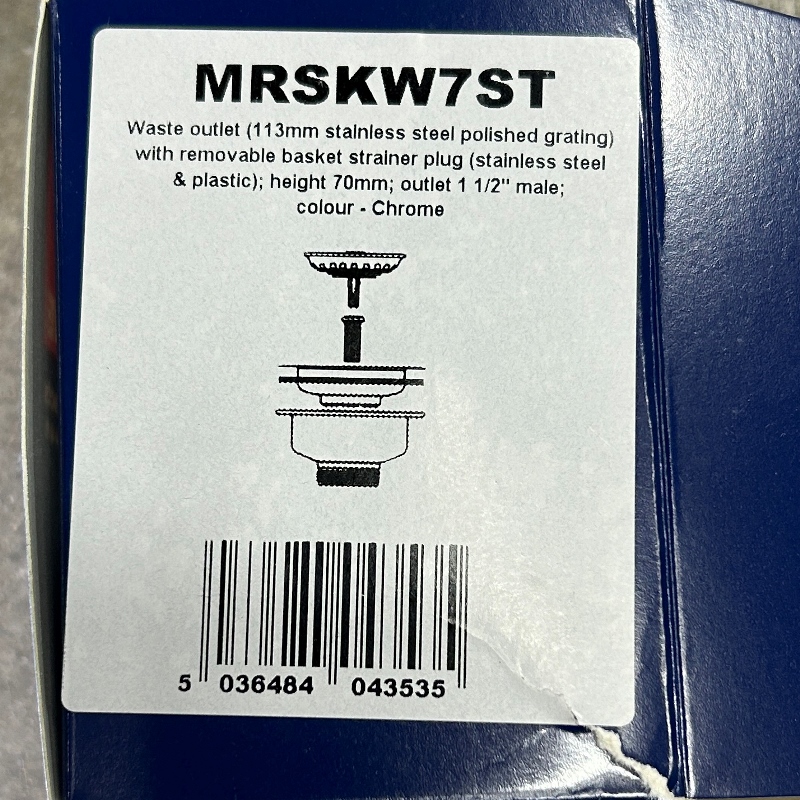 MRSKW7ST
Waste outlet (113mm stainless steel polished grating)
with removable basket strainer plug (stainless steel
& plastic); height 70mm; outlet 1 1/2" male;
colour - Chrome
5 036484 043535